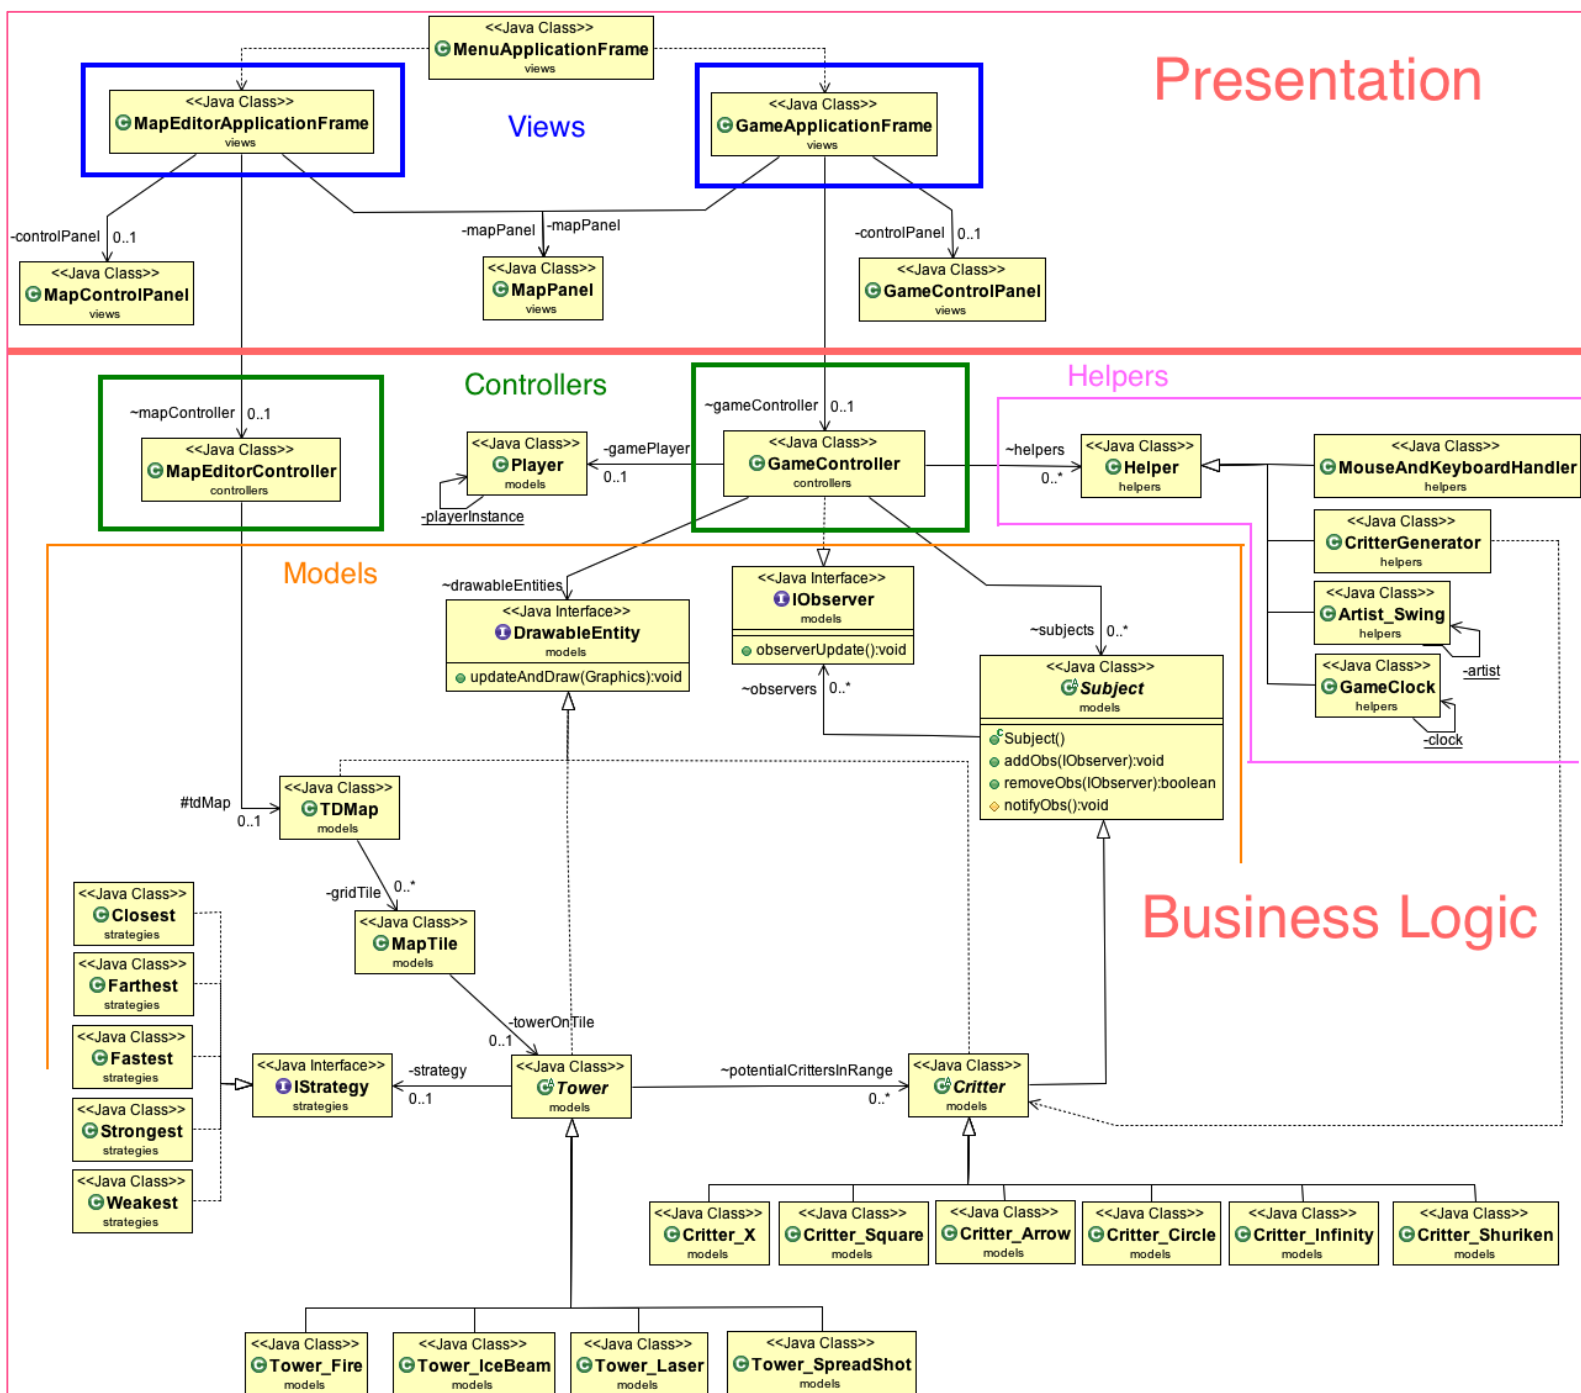 <<Java Class>>
MenuApplicationFrame
views
Presentation
<<Java Class>>
MapEditorApplicationFrame
views
Views
<<Java Class>>
GameApplicationFrame
views
-controlPanel
0..1
-mapPanel
-mapPanel
-controlPanel
0..1
<<Java Class>>
MapControlPanel
views
<<Java Class>>
MapPanel
views
<<Java Class>>
GameControlPanel
views
Controllers
Helpers
~mapController
0..1
~gameController
0..1
<<Java Class>>
MapEditorController
controllers
<<Java Class>>
Player
models
-playerInstance
-gamePlayer
0..1
<<Java Class>>
GameController
controllers
~helpers
0..*
<<Java Class>>
Helper
helpers
<<Java Class>>
MouseAndKeyboardHandler
helpers
<<Java Class>>
CritterGenerator
helpers
<<Java Class>>
Artist_Swing
helpers
-artist
<<Java Class>>
GameClock
helpers
-clock
Models
~drawableEntities
<<Java Interface>>
DrawableEntity
models
updateAndDraw(Graphics):void
<<Java Interface>>
IObserver
models
observerUpdate():void
~observers
0..*
~subjects
0..*
<<Java Class>>
Subject
models
Subject()
addObs(IObserver):void
removeObs(IObserver):boolean
notifyObs():void
#tdMap
0..1
<<Java Class>>
TDMap
models
-gridTile
0..*
<<Java Class>>
MapTile
models
Business Logic
<<Java Class>>
Closest
strategies
<<Java Class>>
Farthest
strategies
<<Java Class>>
Fastest
strategies
<<Java Class>>
Strongest
strategies
<<Java Class>>
Weakest
strategies
-towerOnTile
0..1
<<Java Interface>>
IStrategy
strategies
-strategy
0..1
<<Java Class>>
Tower
models
~potentialCrittersInRange
0..*
<<Java Class>>
Critter
models
<<Java Class>>
Critter_X
models
<<Java Class>>
Critter_Square
models
<<Java Class>>
Critter_Arrow
models
<<Java Class>>
Critter_Circle
models
<<Java Class>>
Critter_Infinity
models
<<Java Class>>
Critter_Shuriken
models
<<Java Class>>
Tower_Fire
models
<<Java Class>>
Tower_IceBeam
models
<<Java Class>>
Tower_Laser
models
<<Java Class>>
Tower_SpreadShot
models